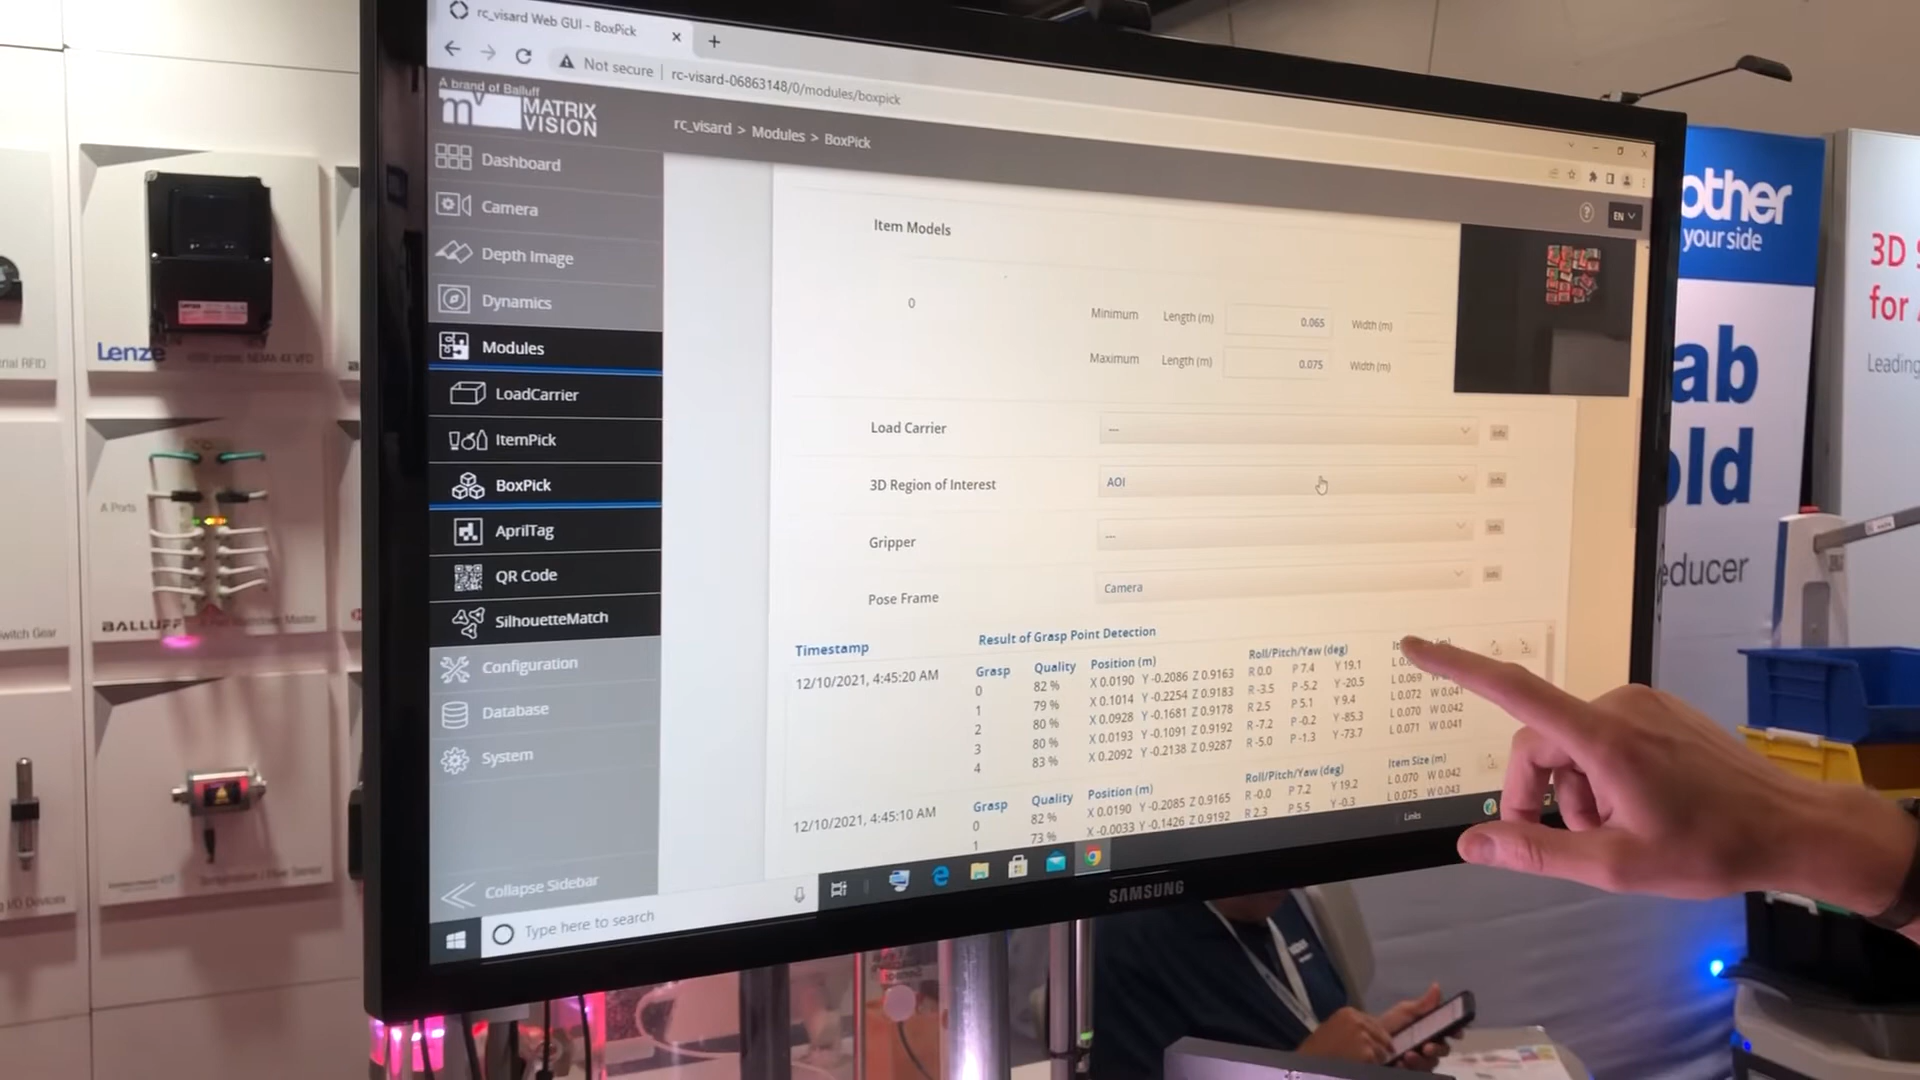 rc_visard Web GUI - BoxPick
Not secure
rc-visard-06863148/0/modules/boxpick
A brand of Balluff
MATRIX
VISION
rc_visard > Modules > BoxPick
EN
Dashboard
Camera
Depth Image
Dynamics
Modules
LoadCarrier
ItemPick
BoxPick
AprilTag
QR Code
SilhouetteMatch
Configuration
Database
System
Collapse Sidebar
Item Models
0
Minimum Length (m) 0.065 Width (m)
Maximum Length (m) 0.075 Width (m)
Load Carrier --- Info
3D Region of Interest AOI Info
Gripper --- Info
Pose Frame Camera Info
Timestamp Result of Grasp Point Detection
12/10/2021, 4:45:20 AM
Grasp Quality Position (m) Roll/Pitch/Yaw (deg)
0 82 % X 0.0190 Y -0.2086 Z 0.9163 R 0.0 P 7.4 Y 19.1
1 79 % X 0.1014 Y -0.2254 Z 0.9183 R -3.5 P -5.2 Y -20.5 L 0.069
2 80 % X 0.0928 Y -0.1681 Z 0.9178 R 2.5 P 5.1 Y 9.4 L 0.072 W 0.041
3 80 % X 0.0193 Y -0.1091 Z 0.9192 R -7.2 P -0.2 Y -85.3 L 0.070 W 0.042
4 83 % X 0.2092 Y -0.2138 Z 0.9287 R -5.0 P -1.3 Y -73.7 L 0.071 W 0.041
12/10/2021, 4:45:10 AM
Grasp Quality Position (m) Roll/Pitch/Yaw (deg) Item Size (m)
0 82 % X 0.0190 Y -0.2085 Z 0.9165 R -0.0 P 7.2 Y 19.2 L 0.070 W 0.042
1 73 % X -0.0033 Y -0.1426 Z 0.9192 R 2.3 P 5.5 Y -0.3 L 0.075 W 0.043
Links
Type here to search
SAMSUNG
Lenze
A Ports
BALLUFF
RFID
witch Gear
I/O Devices
other
your side
ab
old
educer
3D S
for
Leading